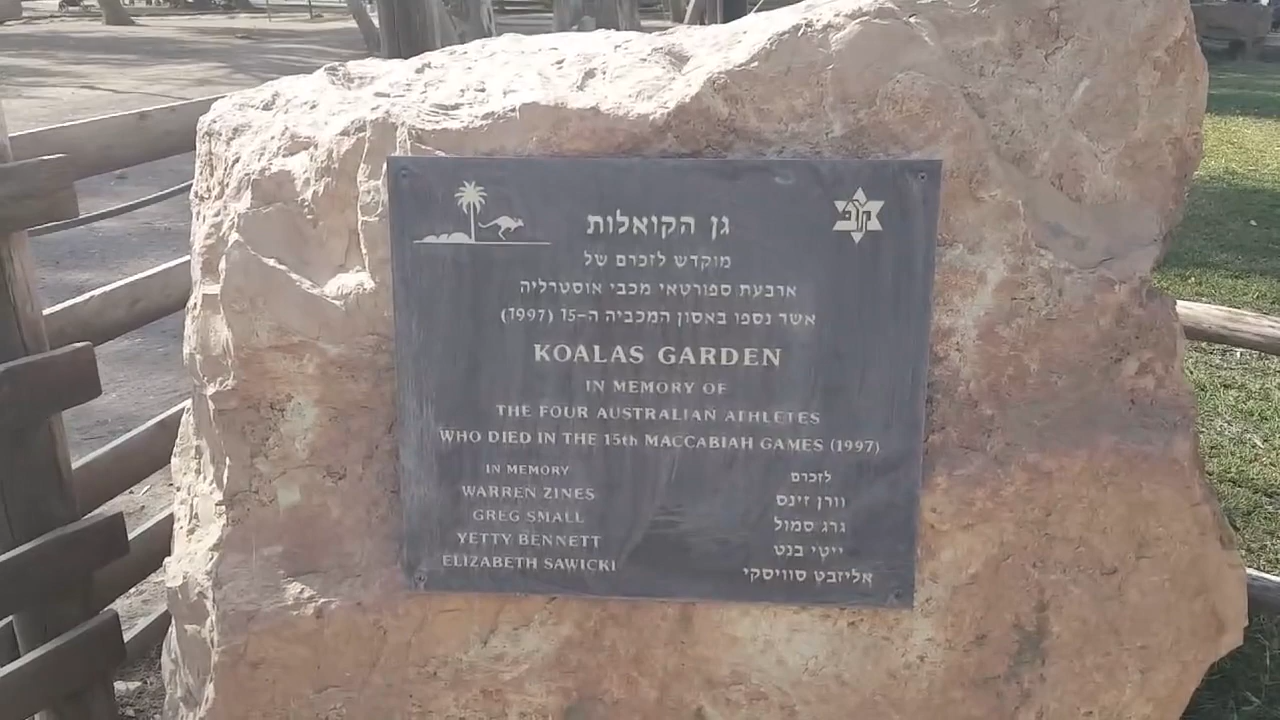 גן הקואלות
מוקדש לזכרם של
ארבעת ספורטאי מכבי אוסטרליה
אשר נספו באסון המכביה ה-15 (1997)
KOALAS GARDEN
IN MEMORY OF
THE FOUR AUSTRALIAN ATHLETES
WHO DIED IN THE 15th MACCABIAH GAMES (1997)
IN MEMORY
WARREN ZINES
GREG SMALL
YETTY BENNETT
ELIZABETH SAWICKI
לזכרם
וורן זינס
גרג סמול
ייטי בנט
אליזבט סוויסקי